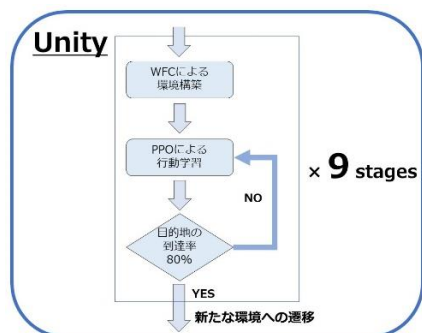 Unity
WFCによる
環境構築
PPOによる
行動学習
× 9 stages
NO
目的地の
到達率
80%
YES
新たな環境への遷移